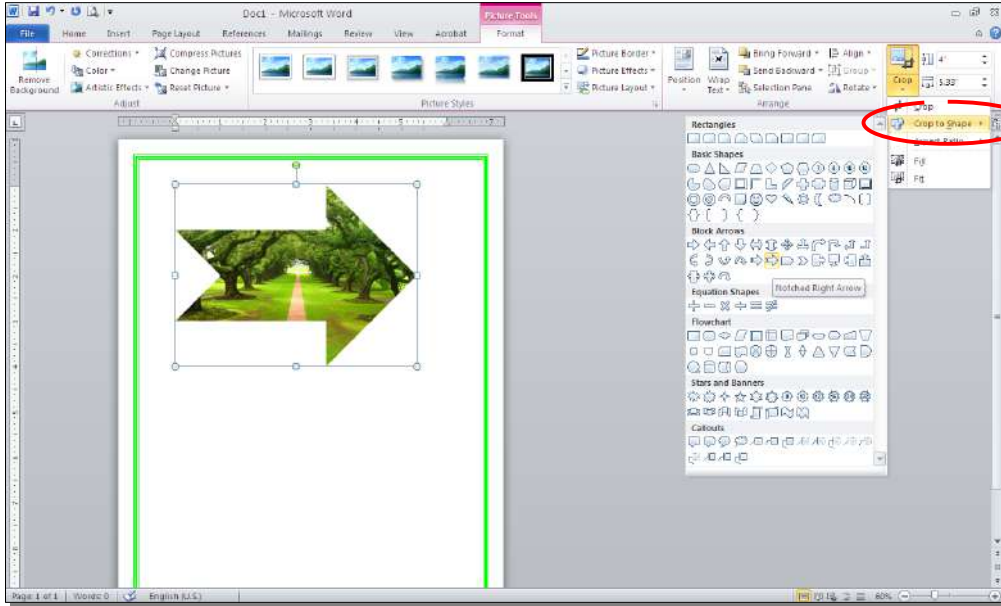 Doc1 - Microsoft Word
Picture Tools
File Home Insert Page Layout References Mailings Review View Acrobat Format
Remove Background
Corrections
Color
Artistic Effects
Compress Pictures
Change Picture
Reset Picture
Adjust
Picture Styles
Picture Border
Picture Effects
Picture Layout
Position
Wrap Text
Bring Forward
Send Backward
Selection Pane
Align
Group
Rotate
Arrange
Crop
4"
5.33"
Crop to Shape
Fill
Fit
Rectangles
Basic Shapes
Block Arrows
Notched Right Arrow
Equation Shapes
Flowchart
Stars and Banners
Callouts
Page: 1 of 1 Words: 0 English (U.S.) 60%